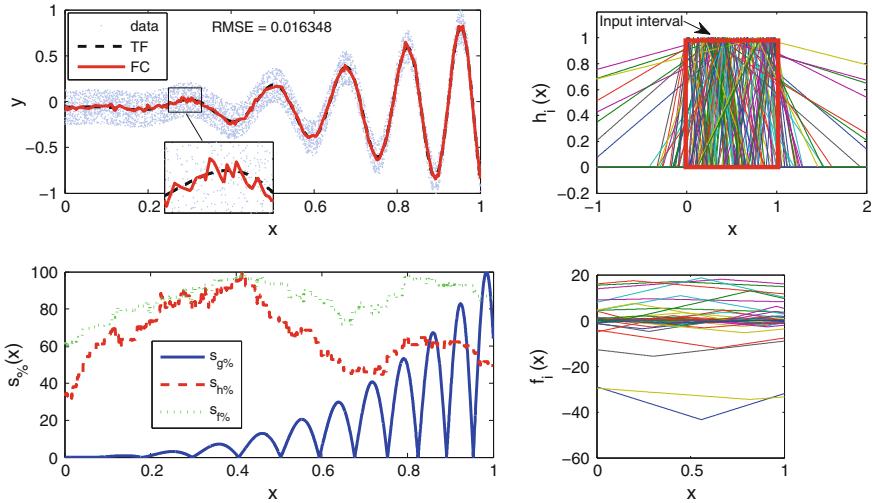 data
TF
FC
RMSE = 0.016348
1
0.5
0
−0.5
−1
y
0 0.2 0.4 0.6 0.8 1
x
Input interval
1
0.8
0.6
0.4
0.2
0
−0.2
h_i (x)
−1 0 1 2
x
100
80
60
40
20
0
s_%(x)
s_g%
s_h%
s_f%
0 0.2 0.4 0.6 0.8 1
x
20
0
−20
−40
−60
f_i (x)
0 0.5 1
x